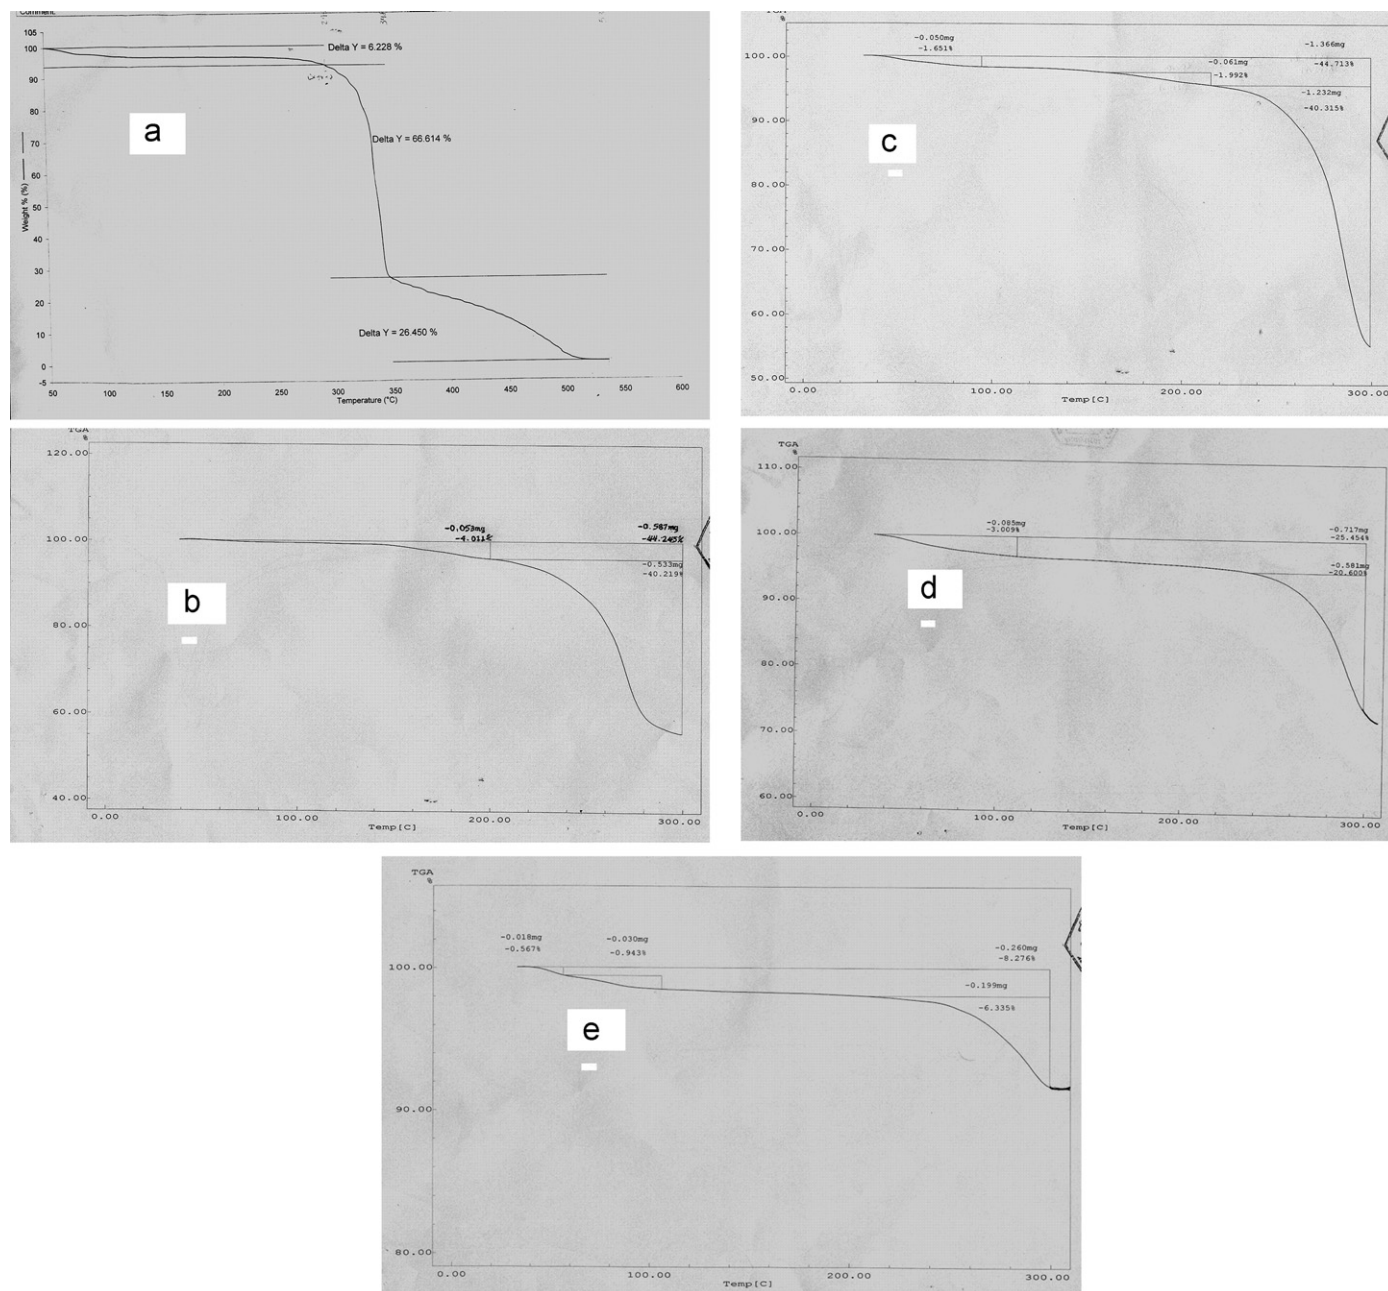 Comment:
105
Delta Y = 6.228 %
100
90
a
80
Delta Y = 66.614 %
70
60
Weight % (%)
50
40
30
20
Delta Y = 26.450 %
10
0
-5
50 100 150 200 250 300 350 400 450 500 550 600
Temperature (°C)
TGA
%
-0.050mg
-1.651%
-1.366mg
-44.713%
-0.061mg
-1.992%
-1.232mg
-40.315%
100.00
90.00
c
80.00
70.00
60.00
50.00
0.00 100.00 200.00 300.00
Temp[C]
TGA
%
120.00
-0.053mg
-4.011%
-0.587mg
-44.245%
100.00
-0.533mg
-40.219%
b
80.00
60.00
40.00
0.00 100.00 200.00 300.00
Temp[C]
TGA
%
110.00
-0.085mg
-3.009%
-0.717mg
-25.454%
100.00
-0.581mg
-20.600%
d
90.00
80.00
70.00
60.00
0.00 100.00 200.00 300.00
Temp[C]
TGA
%
-0.018mg
-0.567%
-0.030mg
-0.943%
-0.260mg
-8.276%
100.00
-0.199mg
-6.335%
e
90.00
80.00
0.00 100.00 200.00 300.00
Temp[C]